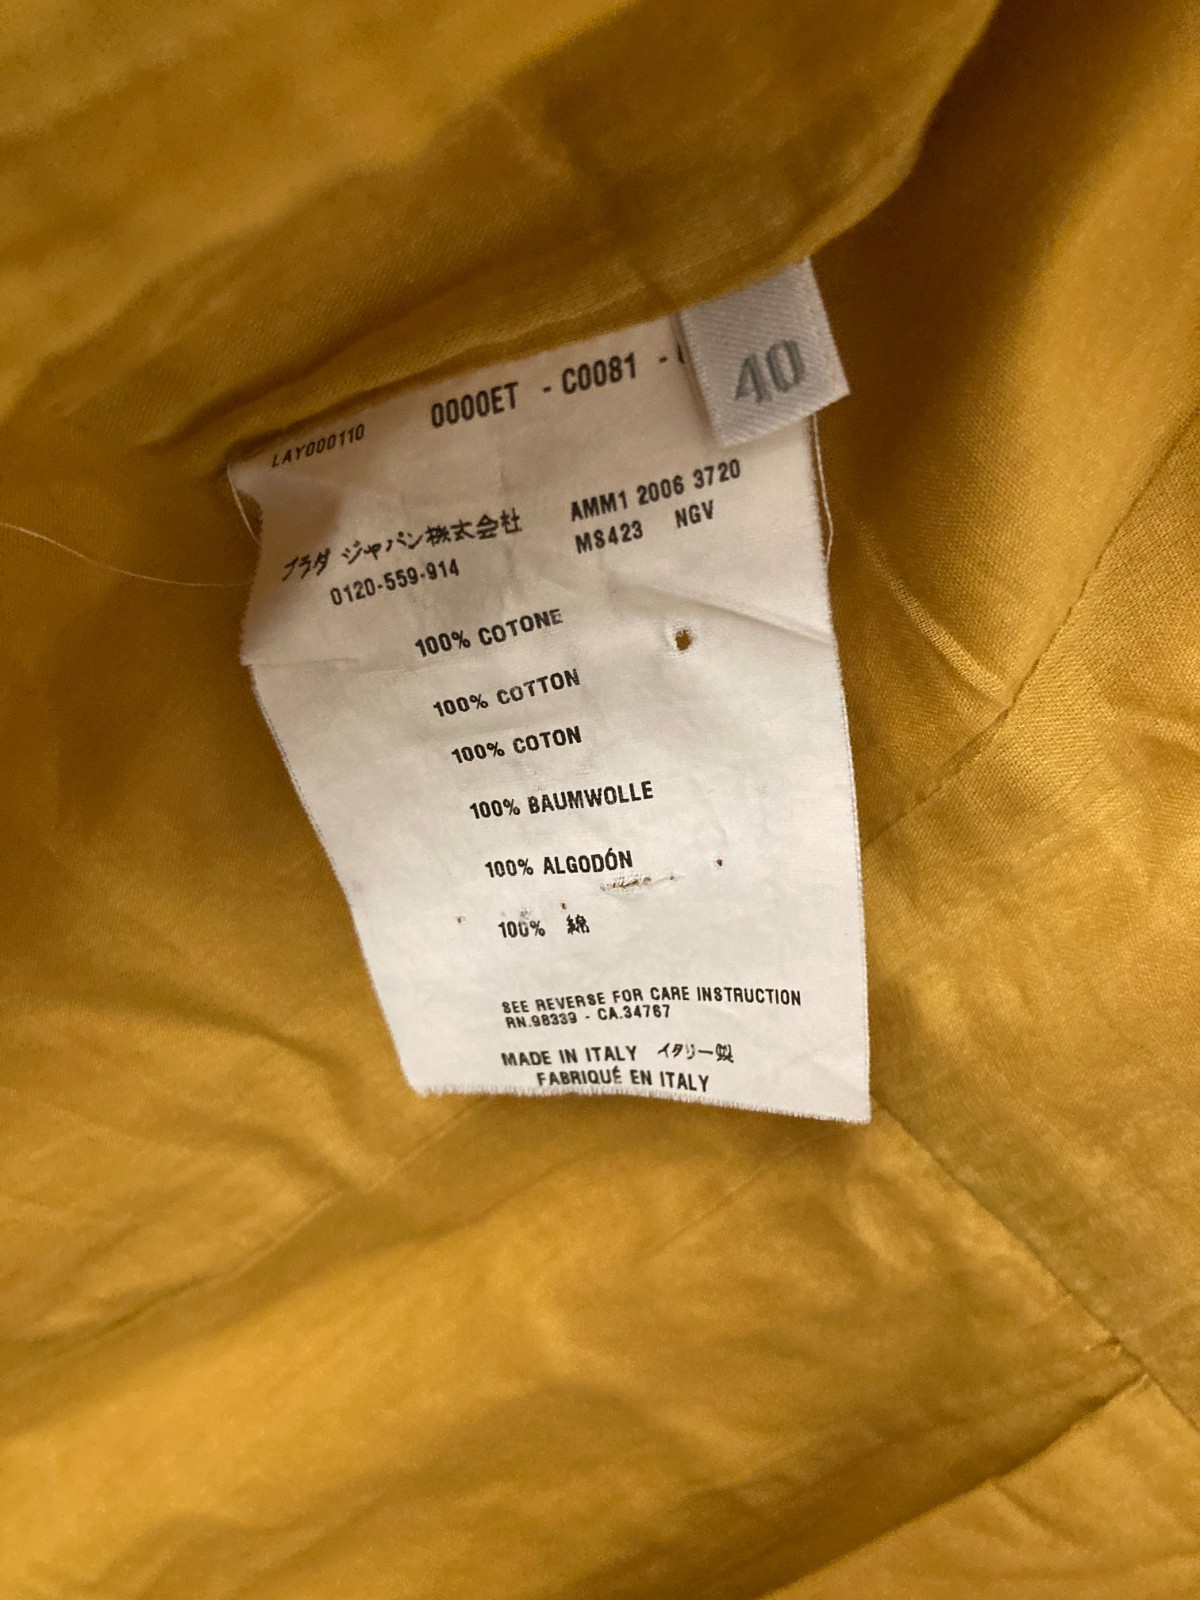 40
0000ET - C0081 -
LAY000110
プラダ ジャパン株式会社
0120-559-914
AMM1 2006 3720
MS423 NGV
100% COTONE
100% COTTON
100% COTON
100% BAUMWOLLE
100% ALGODÓN
100% 綿
SEE REVERSE FOR CARE INSTRUCTION
RN.98339 - CA.34767
MADE IN ITALY イタリー製
FABRIQUÉ EN ITALY